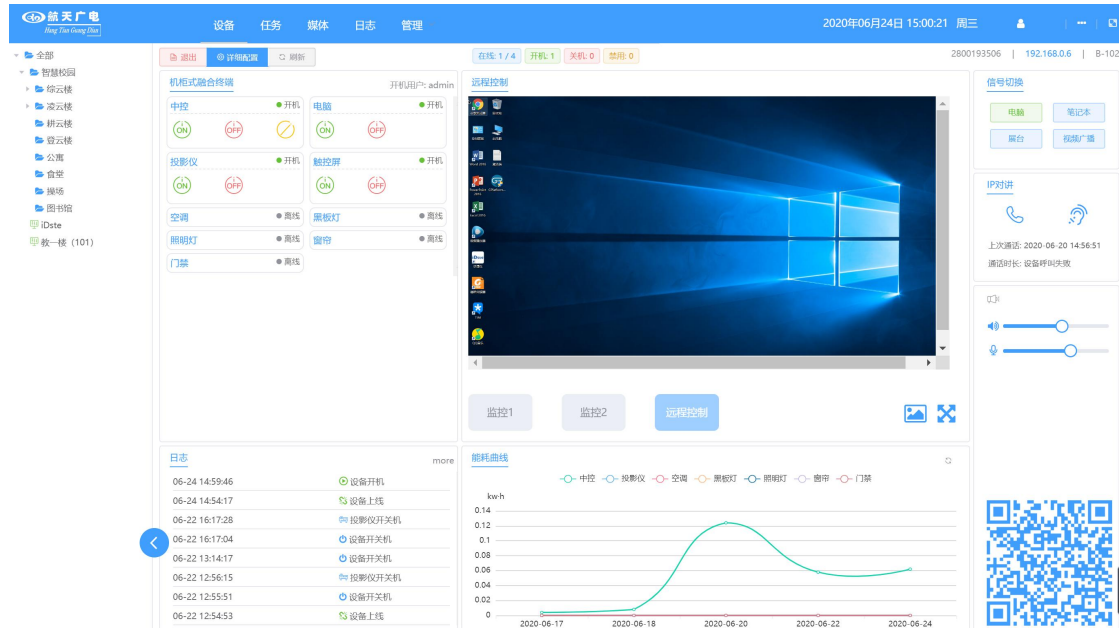 航天广电
Hang Tian Guang Dian
设备 任务 媒体 日志 管理
2020年06月24日 15:00:21 周三
全部
智慧校园
综云楼
凌云楼
耕云楼
登云楼
公寓
食堂
操场
图书馆
iDste
教一楼（101）
退出 详细配置 刷新
在线: 1 / 4 开机: 1 关机: 0 禁用: 0
2800193506 | 192.168.0.6 | B-102
机柜式融合终端 开机用户: admin
中控 开机 电脑 开机
ON OFF ON OFF
投影仪 开机 触控屏 开机
ON OFF ON OFF
空调 离线 黑板灯 离线
照明灯 离线 窗帘 离线
门禁 离线
远程控制
监控1 监控2 远程控制
信号切换
电脑 笔记本
展台 视频广播
IP对讲
上次通话: 2020-06-20 14:56:51
通话时长: 设备呼叫失败
日志 more
06-24 14:59:46 设备开机
06-24 14:54:17 设备上线
06-22 16:17:28 投影仪开关机
06-22 16:17:04 设备开关机
06-22 13:14:17 设备开关机
06-22 12:56:15 投影仪开关机
06-22 12:55:51 设备开关机
06-22 12:54:53 设备上线
能耗曲线
中控 投影仪 空调 黑板灯 照明灯 窗帘 门禁
kw·h
0.14
0.12
0.1
0.08
0.06
0.04
0.02
0
2020-06-17 2020-06-18 2020-06-20 2020-06-22 2020-06-24